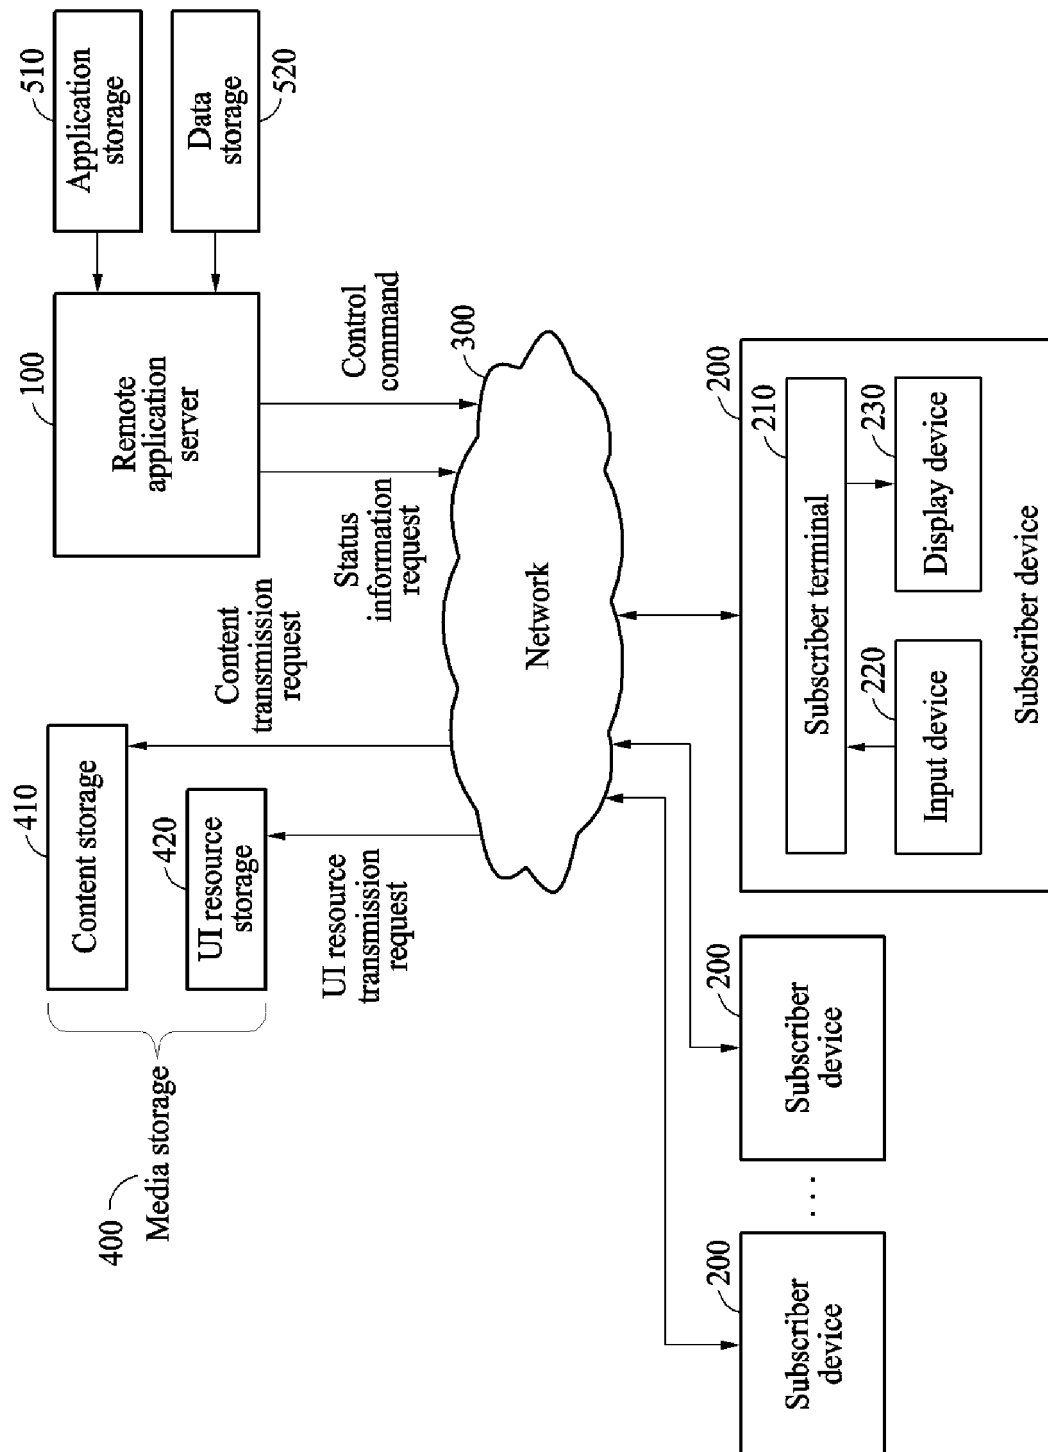 400
Media storage
410
Content storage
420
UI resource
storage
UI resource
transmission
request
Content
transmission
request
100
Remote
application
server
510
Application
storage
Data
storage
520
Status
information
request
Control
command
300
Network
200
Subscriber
device
. . .
200
Subscriber
device
200
210
Subscriber terminal
220
Input device
230
Display device
Subscriber device